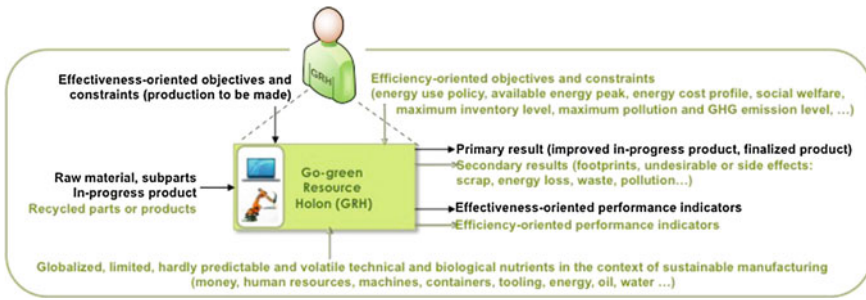 GRH
Effectiveness-oriented objectives and
constraints (production to be made)
Efficiency-oriented objectives and constraints
(energy use policy, available energy peak, energy cost profile, social welfare,
maximum inventory level, maximum pollution and GHG emission level, ...)
Raw material, subparts
In-progress product
Recycled parts or products
Go-green
Resource
Holon (GRH)
Primary result (improved in-progress product, finalized product)
Secondary results (footprints, undesirable or side effects:
scrap, energy loss, waste, pollution...)
Effectiveness-oriented performance indicators
Efficiency-oriented performance indicators
Globalized, limited, hardly predictable and volatile technical and biological nutrients in the context of sustainable manufacturing
(money, human resources, machines, containers, tooling, energy, oil, water ...)